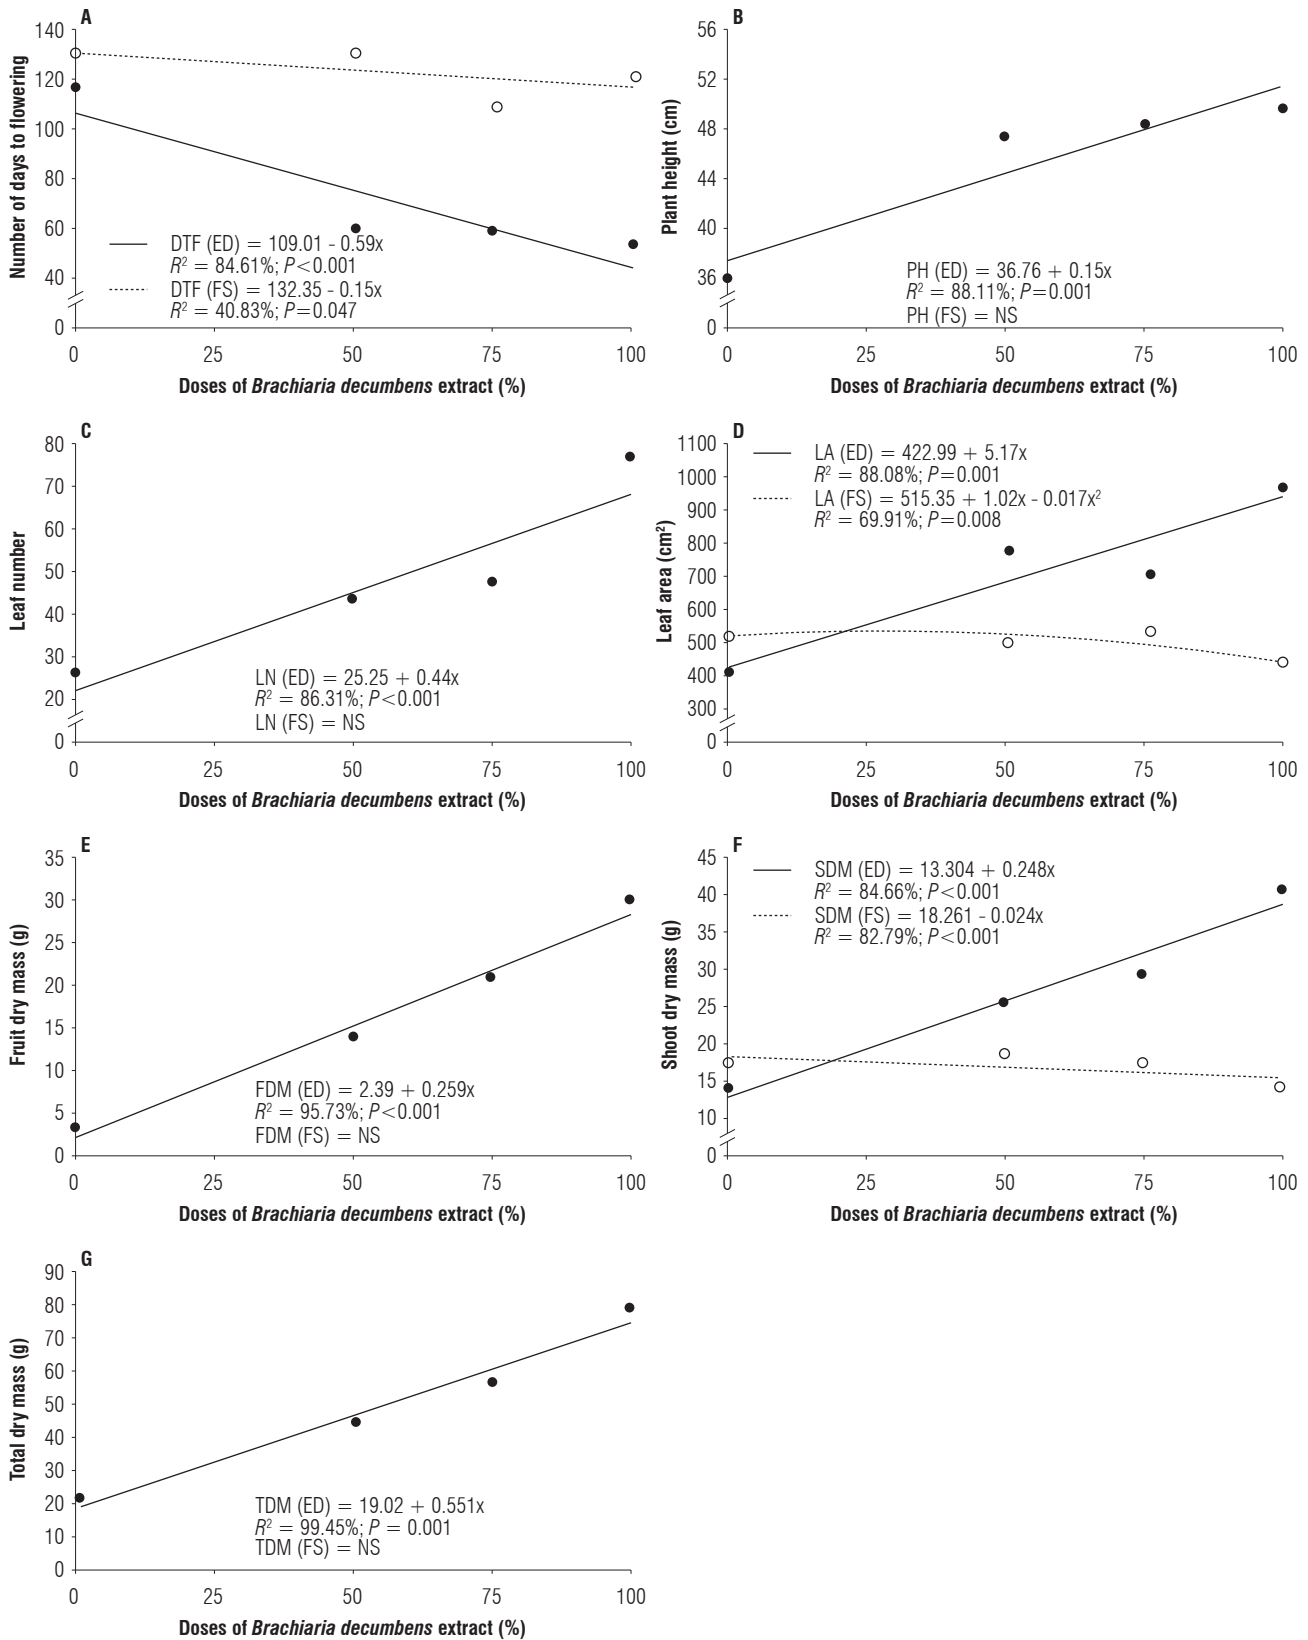 A
Number of days to flowering
140
120
100
80
60
40
0
DTF (ED) = 109.01 - 0.59x
R² = 84.61%; P<0.001
DTF (FS) = 132.35 - 0.15x
R² = 40.83%; P=0.047
0 25 50 75 100
Doses of Brachiaria decumbens extract (%)
B
Plant height (cm)
56
52
48
44
40
36
0
PH (ED) = 36.76 + 0.15x
R² = 88.11%; P=0.001
PH (FS) = NS
0 25 50 75 100
Doses of Brachiaria decumbens extract (%)
C
Leaf number
80
70
60
50
40
30
20
0
LN (ED) = 25.25 + 0.44x
R² = 86.31%; P<0.001
LN (FS) = NS
0 25 50 75 100
Doses of Brachiaria decumbens extract (%)
D
Leaf area (cm²)
1100
1000
900
800
700
600
500
400
300
0
LA (ED) = 422.99 + 5.17x
R² = 88.08%; P=0.001
LA (FS) = 515.35 + 1.02x - 0.017x²
R² = 69.91%; P=0.008
0 25 50 75 100
Doses of Brachiaria decumbens extract (%)
E
Fruit dry mass (g)
35
30
25
20
15
10
5
0
FDM (ED) = 2.39 + 0.259x
R² = 95.73%; P<0.001
FDM (FS) = NS
0 25 50 75 100
Doses of Brachiaria decumbens extract (%)
F
Shoot dry mass (g)
45
40
35
30
25
20
15
10
0
SDM (ED) = 13.304 + 0.248x
R² = 84.66%; P<0.001
SDM (FS) = 18.261 - 0.024x
R² = 82.79%; P<0.001
0 25 50 75 100
Doses of Brachiaria decumbens extract (%)
G
Total dry mass (g)
90
80
70
60
50
40
30
20
10
0
TDM (ED) = 19.02 + 0.551x
R² = 99.45%; P = 0.001
TDM (FS) = NS
0 25 50 75 100
Doses of Brachiaria decumbens extract (%)